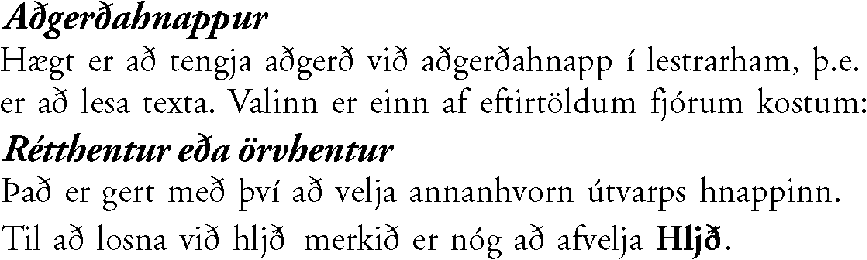 Aðgerðahnappur
Hægt er að tengja aðgerð við aðgerðahnapp í lestrarham, þ.e.
er að lesa texta. Valinn er einn af eftirtöldum fjórum kostum:
Rétthentur eða örvhentur
Það er gert með því að velja annanhvorn útvarps hnappinn.
Til að losna við hljð merkið er nóg að afvelja Hljð.